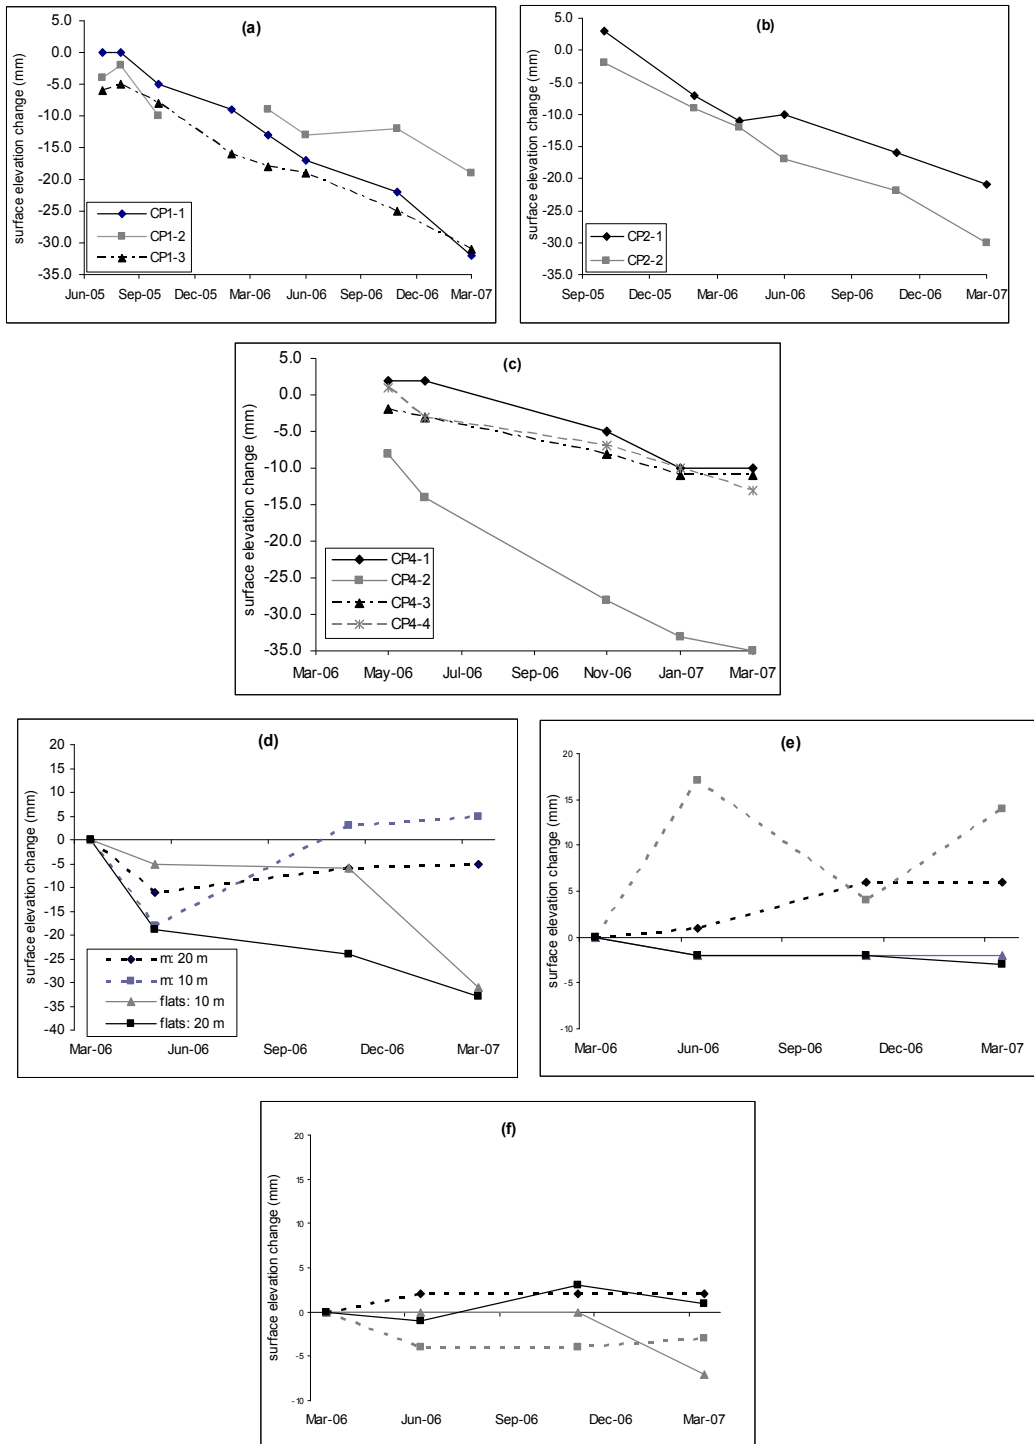 (a)
surface elevation change (mm)
5.0
0.0
-5.0
-10.0
-15.0
-20.0
-25.0
-30.0
-35.0
CP1-1
CP1-2
CP1-3
Jun-05 Sep-05 Dec-05 Mar-06 Jun-06 Sep-06 Dec-06 Mar-07
(b)
surface elevation change (mm)
5.0
0.0
-5.0
-10.0
-15.0
-20.0
-25.0
-30.0
-35.0
CP2-1
CP2-2
Sep-05 Dec-05 Mar-06 Jun-06 Sep-06 Dec-06 Mar-07
(c)
surface elevation change (mm)
5.0
0.0
-5.0
-10.0
-15.0
-20.0
-25.0
-30.0
-35.0
CP4-1
CP4-2
CP4-3
CP4-4
Mar-06 May-06 Jul-06 Sep-06 Nov-06 Jan-07 Mar-07
(d)
surface elevation change (mm)
20
15
10
5
0
-5
-10
-15
-20
-25
-30
-35
-40
m: 20 m
m: 10 m
flats: 10 m
flats: 20 m
Mar-06 Jun-06 Sep-06 Dec-06 Mar-07
(e)
surface elevation change (mm)
20
15
10
5
0
-5
-10
Mar-06 Jun-06 Sep-06 Dec-06 Mar-07
(f)
surface elevation change (mm)
20
15
10
5
0
-5
-10
Mar-06 Jun-06 Sep-06 Dec-06 Mar-07